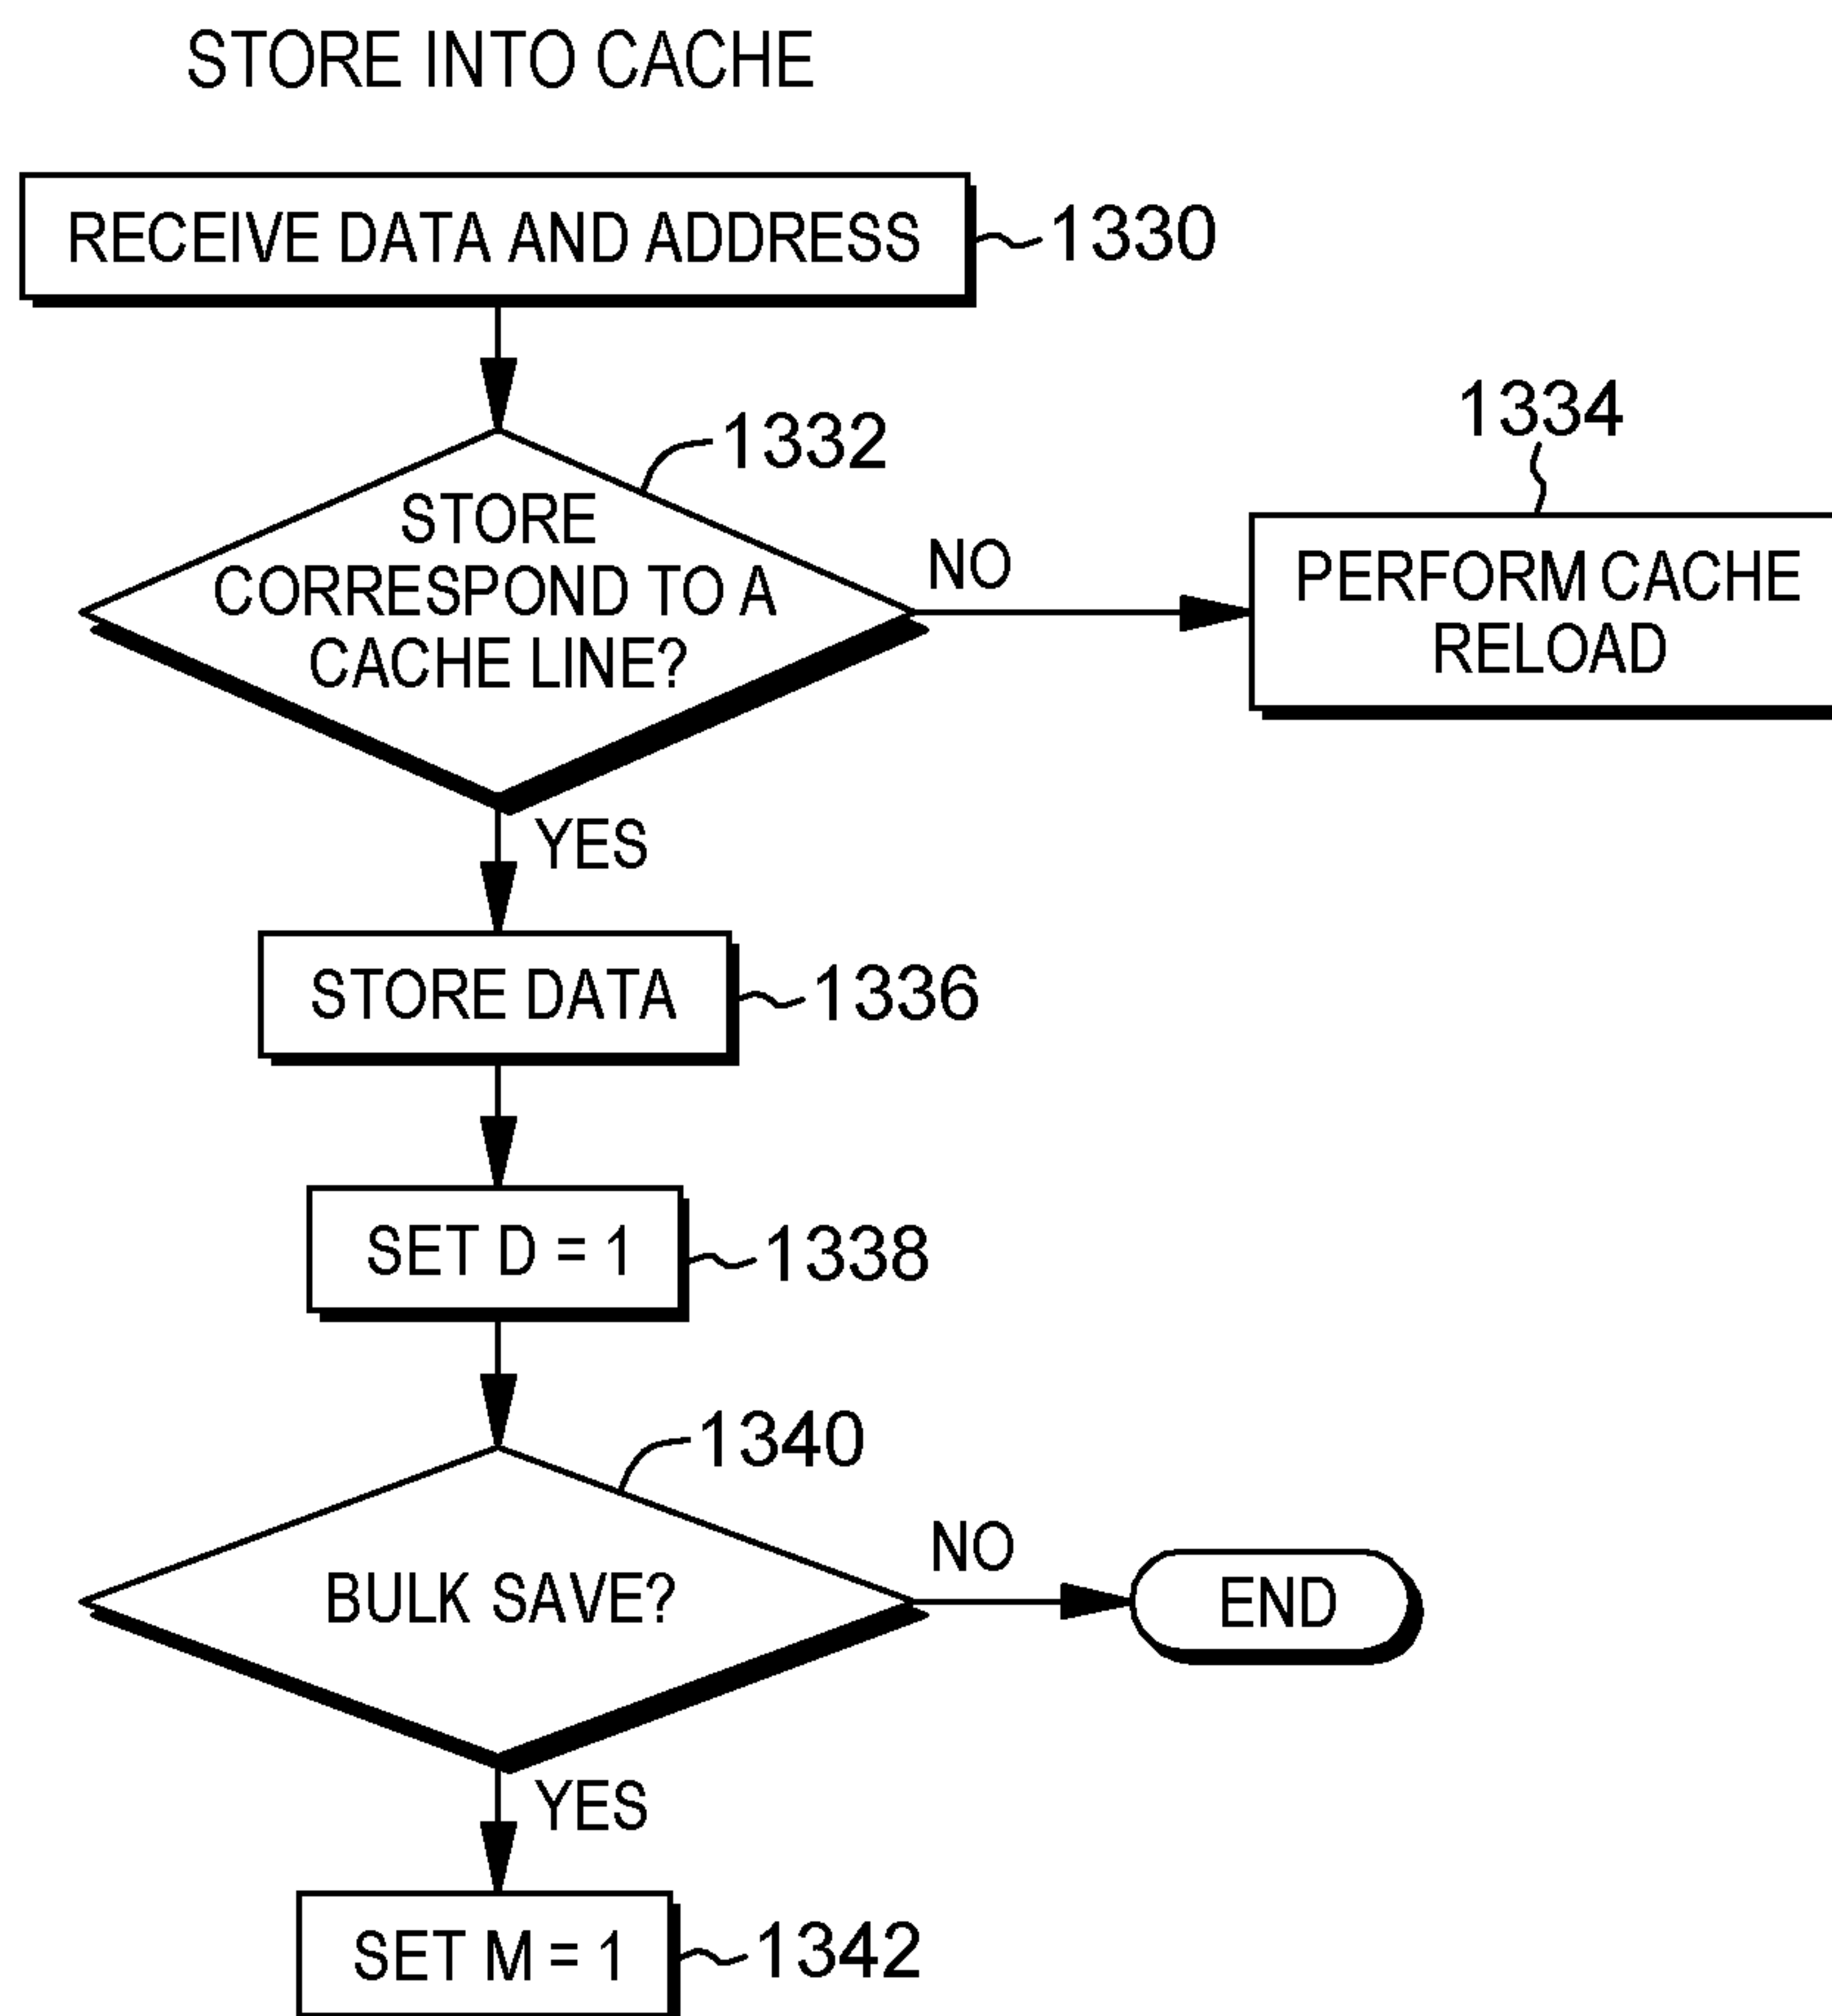 STORE INTO CACHE
RECEIVE DATA AND ADDRESS
1330
1332
STORE
CORRESPOND TO A
CACHE LINE?
NO
1334
PERFORM CACHE
RELOAD
YES
STORE DATA
1336
SET D = 1
1338
1340
BULK SAVE?
NO
END
YES
SET M = 1
1342